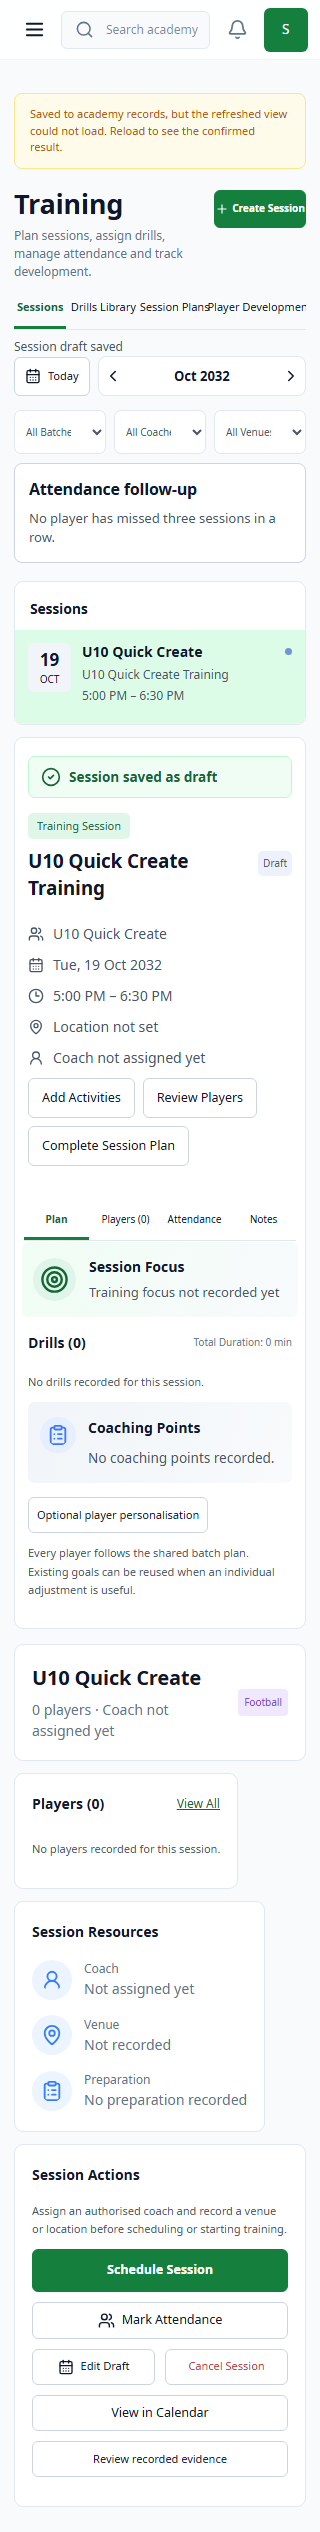 Search academy
S
Saved to academy records, but the refreshed view
could not load. Reload to see the confirmed
result.
Training
+ Create Session
Plan sessions, assign drills,
manage attendance and track
development.
Sessions Drills Library Session Plans Player Developmen
Session draft saved
Today
Oct 2032
All Batche
All Coach
All Venue
Attendance follow-up
No player has missed three sessions in a
row.
Sessions
19
OCT
U10 Quick Create
U10 Quick Create Training
5:00 PM – 6:30 PM
Session saved as draft
Training Session
U10 Quick Create
Training
Draft
U10 Quick Create
Tue, 19 Oct 2032
5:00 PM – 6:30 PM
Location not set
Coach not assigned yet
Add Activities
Review Players
Complete Session Plan
Plan Players (0) Attendance Notes
Session Focus
Training focus not recorded yet
Drills (0)
Total Duration: 0 min
No drills recorded for this session.
Coaching Points
No coaching points recorded.
Optional player personalisation
Every player follows the shared batch plan.
Existing goals can be reused when an individual
adjustment is useful.
U10 Quick Create
0 players · Coach not
assigned yet
Football
Players (0)
View All
No players recorded for this session.
Session Resources
Coach
Not assigned yet
Venue
Not recorded
Preparation
No preparation recorded
Session Actions
Assign an authorised coach and record a venue
or location before scheduling or starting training.
Schedule Session
Mark Attendance
Edit Draft
Cancel Session
View in Calendar
Review recorded evidence